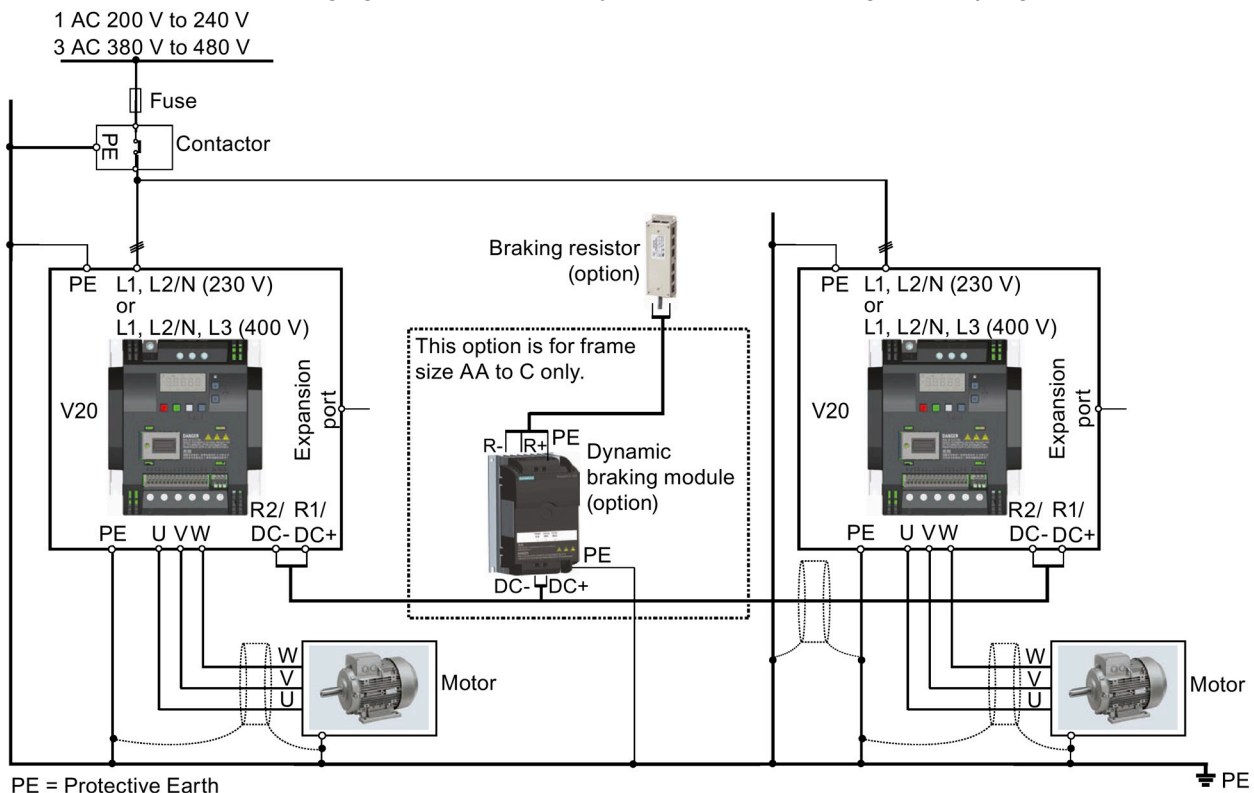 1 AC 200 V to 240 V
3 AC 380 V to 480 V
Fuse
PE
Contactor
PE
L1, L2/N (230 V)
or
L1, L2/N, L3 (400 V)
V20
Expansion
port
PE
U
V
W
R2/
DC-
R1/
DC+
Braking resistor
(option)
This option is for frame
size AA to C only.
R-
R+
PE
Dynamic
braking module
(option)
PE
DC-
DC+
PE
L1, L2/N (230 V)
or
L1, L2/N, L3 (400 V)
V20
Expansion
port
PE
U
V
W
R2/
DC-
R1/
DC+
W
V
U
Motor
W
V
U
Motor
PE
PE = Protective Earth